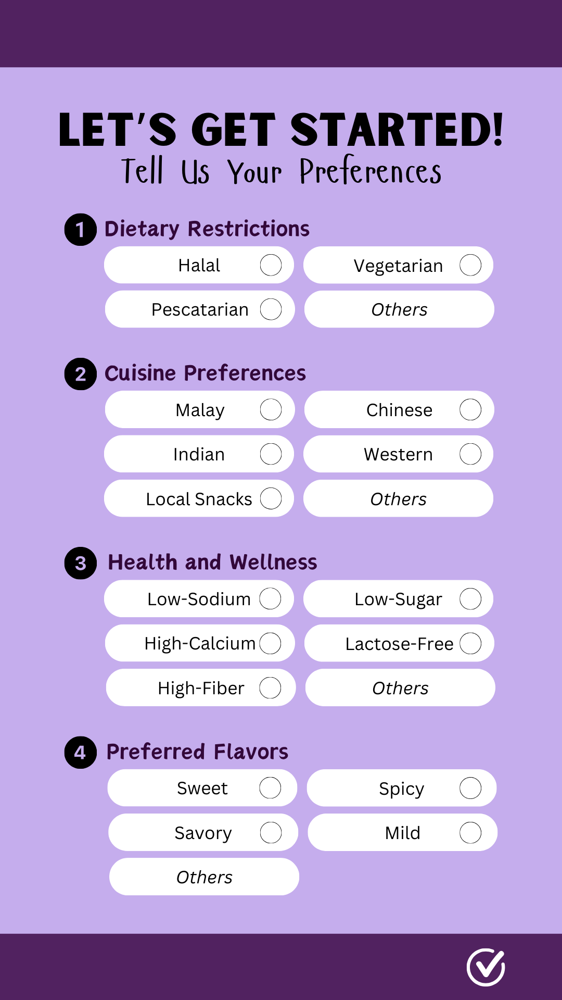 LET'S GET STARTED!
Tell Us Your Preferences
1 Dietary Restrictions
Halal Vegetarian
Pescatarian Others
2 Cuisine Preferences
Malay Chinese
Indian Western
Local Snacks Others
3 Health and Wellness
Low-Sodium Low-Sugar
High-Calcium Lactose-Free
High-Fiber Others
4 Preferred Flavors
Sweet Spicy
Savory Mild
Others